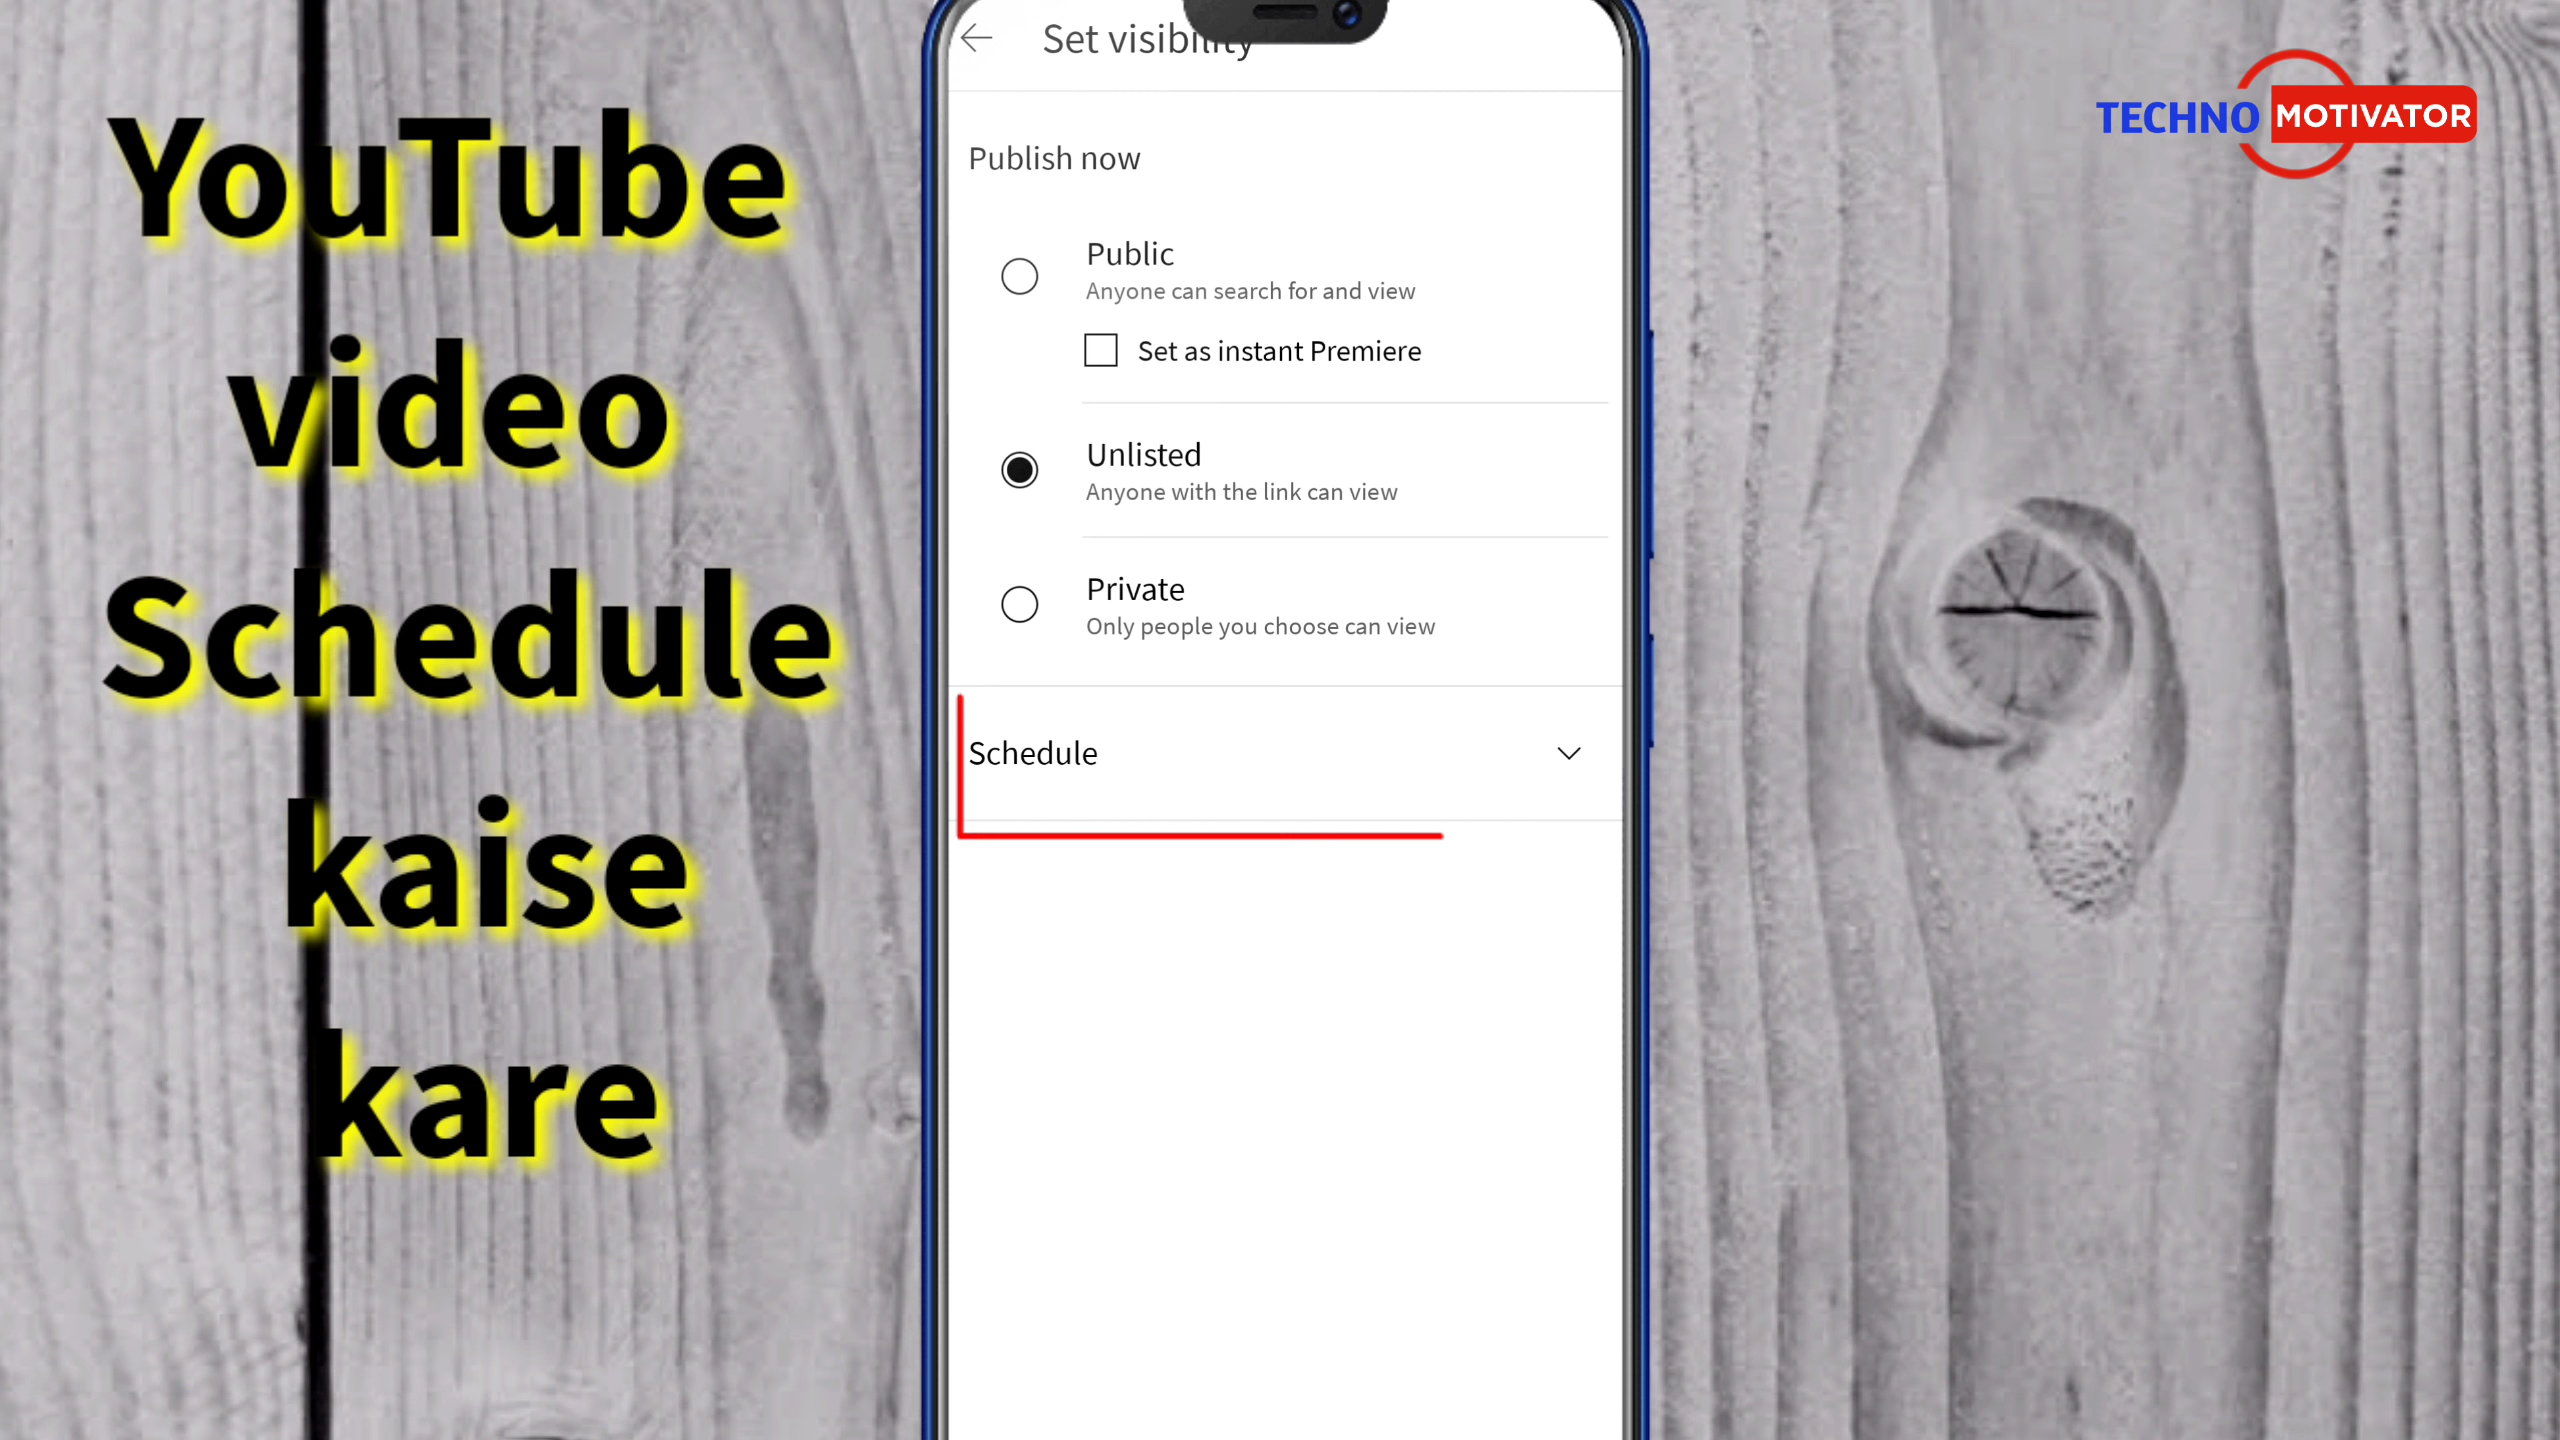 YouTube
video
Schedule
kaise
kare
Set visibility
Publish now
Public
Anyone can search for and view
Set as instant Premiere
Unlisted
Anyone with the link can view
Private
Only people you choose can view
Schedule
TECHNO MOTIVATOR